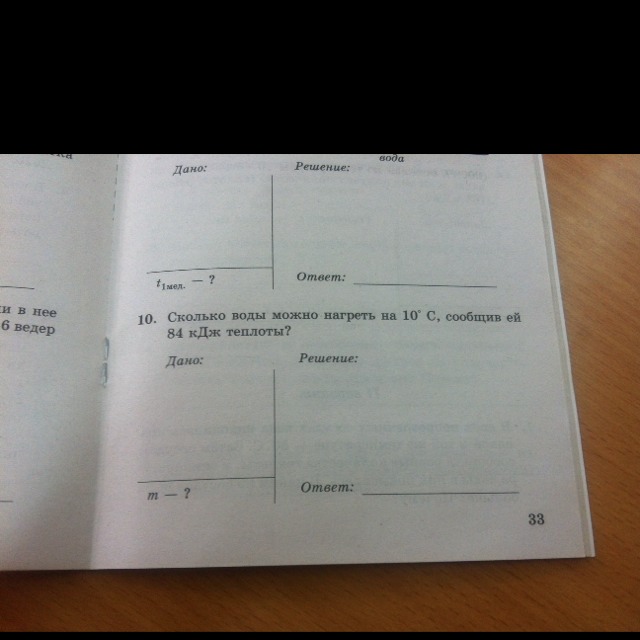 вода
Дано:
Решение:
t1мед. — ?
Ответ:
и в нее
6 ведер
10. Сколько воды можно нагреть на 10° С, сообщив ей
84 кДж теплоты?
Дано:
Решение:
m — ?
Ответ:
33